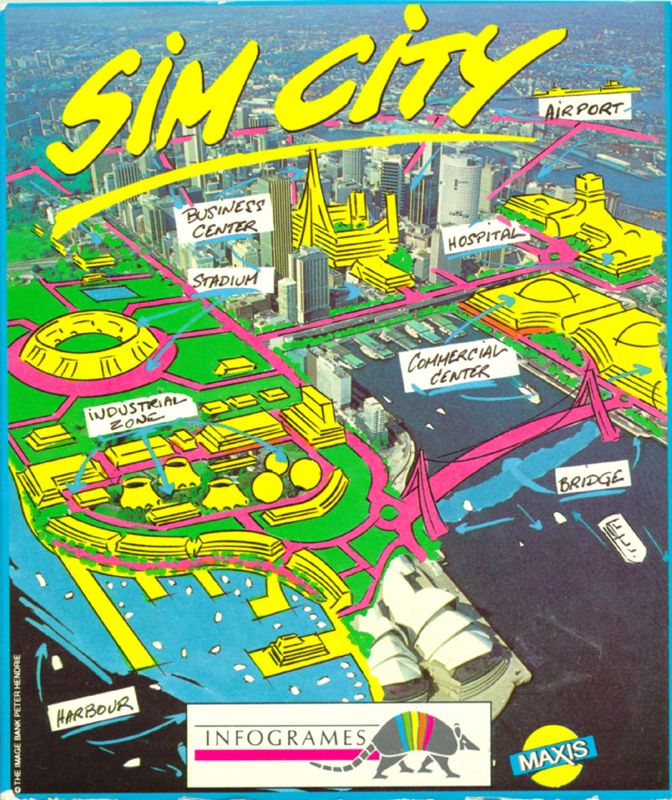 SiM CiTY
AiRPORT
BUSINESS
CENTER
HOSPITAL
STADIUM
COMMERCIAL
CENTER
iNDUSTRIAL
ZONE
BRIDGE
HARBOUR
INFOGRAMES
MAXIS
© THE IMAGE BANK PETER HENDRIE